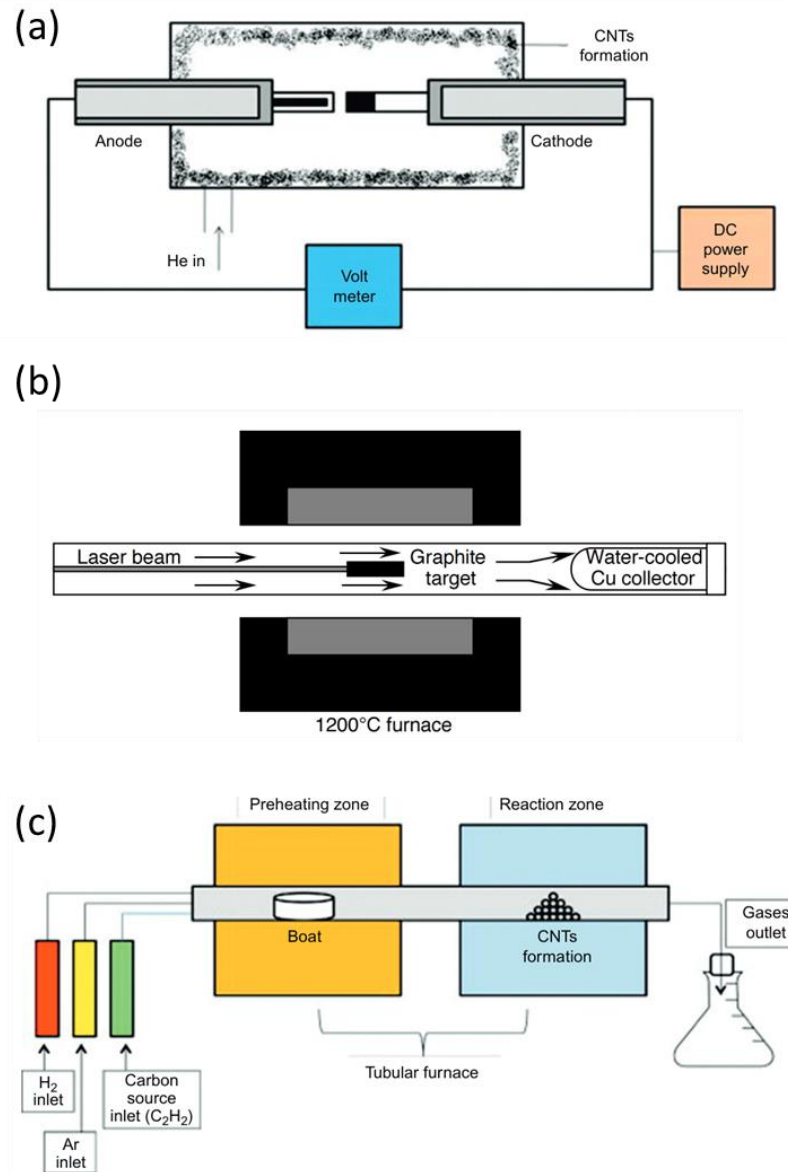 (a)
CNTs
formation
Anode
Cathode
He in
Volt
meter
DC
power
supply
(b)
Laser beam
Graphite
target
Water-cooled
Cu collector
1200°C furnace
(c)
Preheating zone
Reaction zone
Boat
CNTs
formation
Gases
outlet
Tubular furnace
H₂
inlet
Ar
inlet
Carbon
source
inlet (C₂H₂)